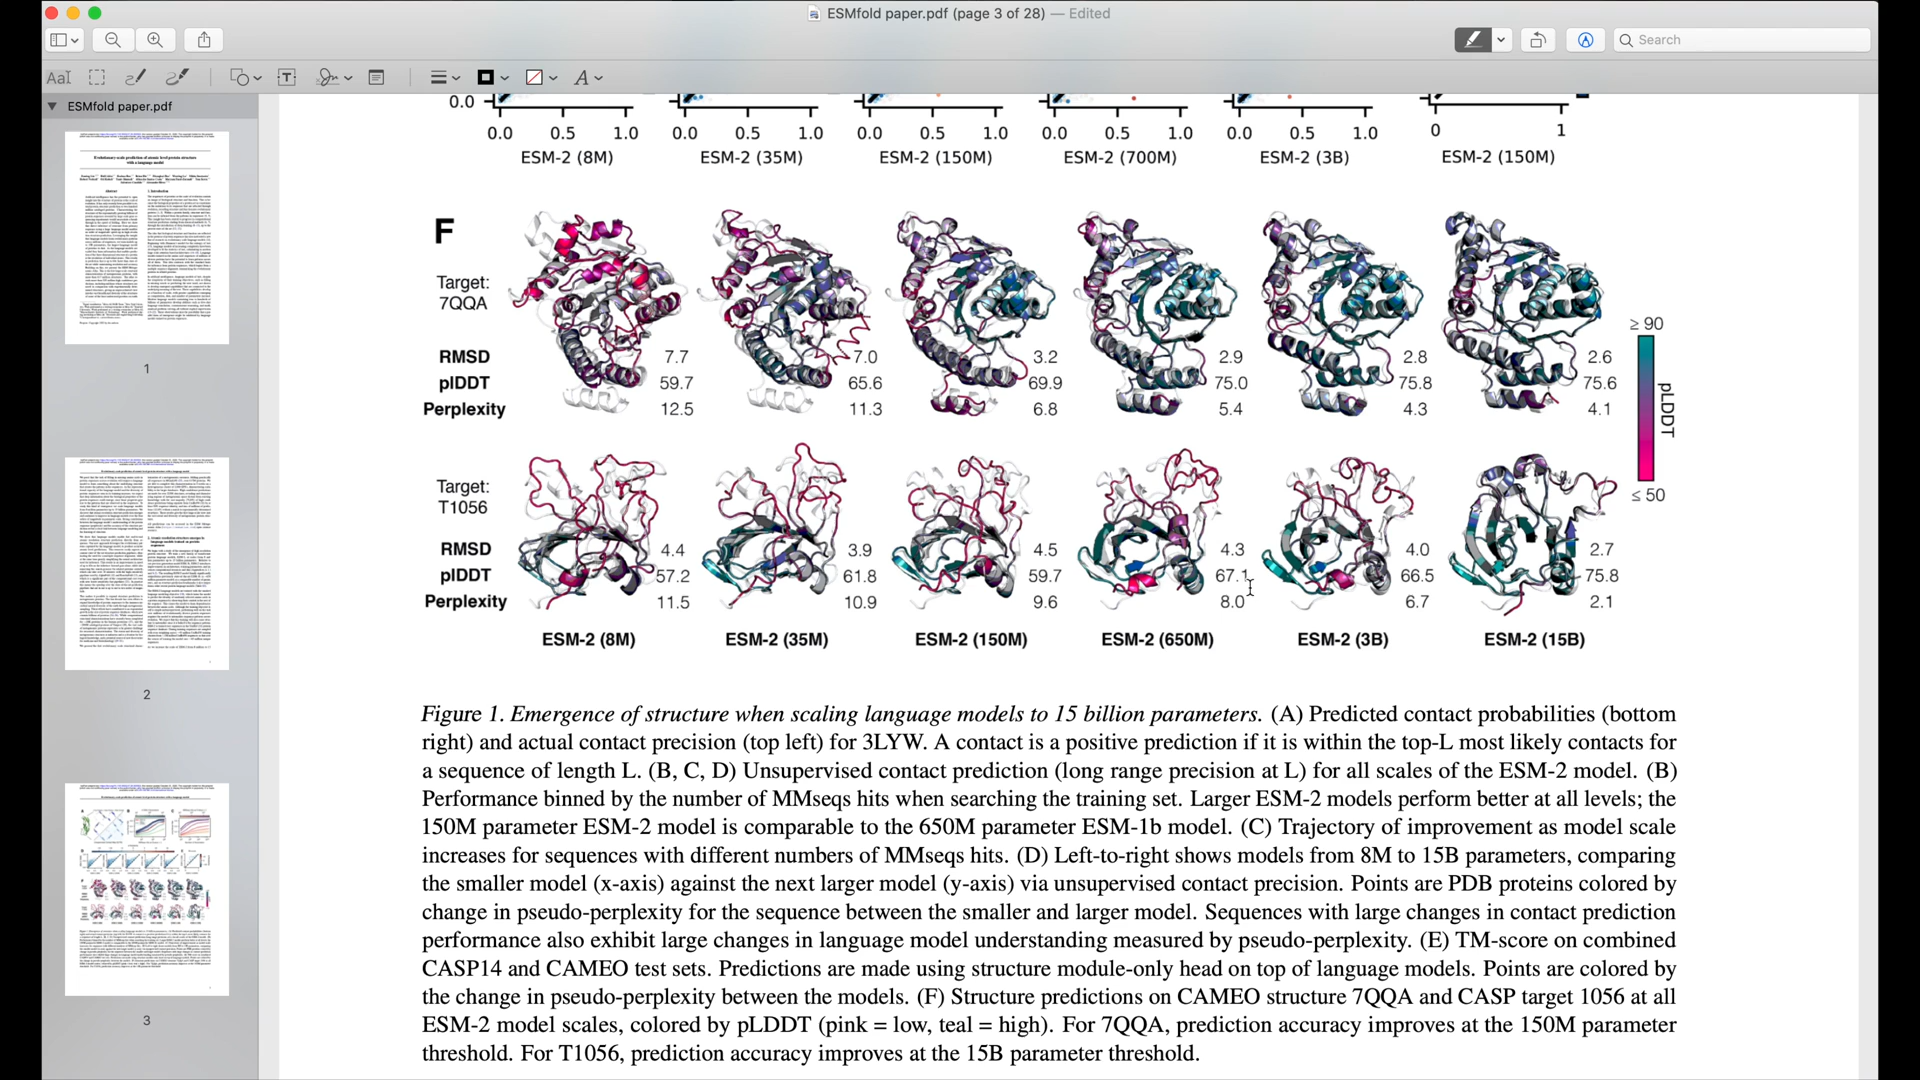 ESMfold paper.pdf (page 3 of 28) — Edited
Search
ESMfold paper.pdf
1
2
3
0.0
0.0 0.5 1.0 0.0 0.5 1.0 0.0 0.5 1.0 0.0 0.5 1.0 0.0 0.5 1.0 0 1
ESM-2 (8M) ESM-2 (35M) ESM-2 (150M) ESM-2 (700M) ESM-2 (3B) ESM-2 (150M)
F
Target:
7QQA
RMSD 7.7 7.0 3.2 2.9 2.8 2.6
plDDT 59.7 65.6 69.9 75.0 75.8 75.6
Perplexity 12.5 11.3 6.8 5.4 4.3 4.1
≥ 90
pLDDT
≤ 50
Target:
T1056
RMSD 4.4 3.9 4.5 4.3 4.0 2.7
plDDT 57.2 61.8 59.7 67.1 66.5 75.8
Perplexity 11.5 10.9 9.6 8.0 6.7 2.1
ESM-2 (8M) ESM-2 (35M) ESM-2 (150M) ESM-2 (650M) ESM-2 (3B) ESM-2 (15B)
Figure 1. Emergence of structure when scaling language models to 15 billion parameters. (A) Predicted contact probabilities (bottom
right) and actual contact precision (top left) for 3LYW. A contact is a positive prediction if it is within the top-L most likely contacts for
a sequence of length L. (B, C, D) Unsupervised contact prediction (long range precision at L) for all scales of the ESM-2 model. (B)
Performance binned by the number of MMseqs hits when searching the training set. Larger ESM-2 models perform better at all levels; the
150M parameter ESM-2 model is comparable to the 650M parameter ESM-1b model. (C) Trajectory of improvement as model scale
increases for sequences with different numbers of MMseqs hits. (D) Left-to-right shows models from 8M to 15B parameters, comparing
the smaller model (x-axis) against the next larger model (y-axis) via unsupervised contact precision. Points are PDB proteins colored by
change in pseudo-perplexity for the sequence between the smaller and larger model. Sequences with large changes in contact prediction
performance also exhibit large changes in language model understanding measured by pseudo-perplexity. (E) TM-score on combined
CASP14 and CAMEO test sets. Predictions are made using structure module-only head on top of language models. Points are colored by
the change in pseudo-perplexity between the models. (F) Structure predictions on CAMEO structure 7QQA and CASP target 1056 at all
ESM-2 model scales, colored by pLDDT (pink = low, teal = high). For 7QQA, prediction accuracy improves at the 150M parameter
threshold. For T1056, prediction accuracy improves at the 15B parameter threshold.